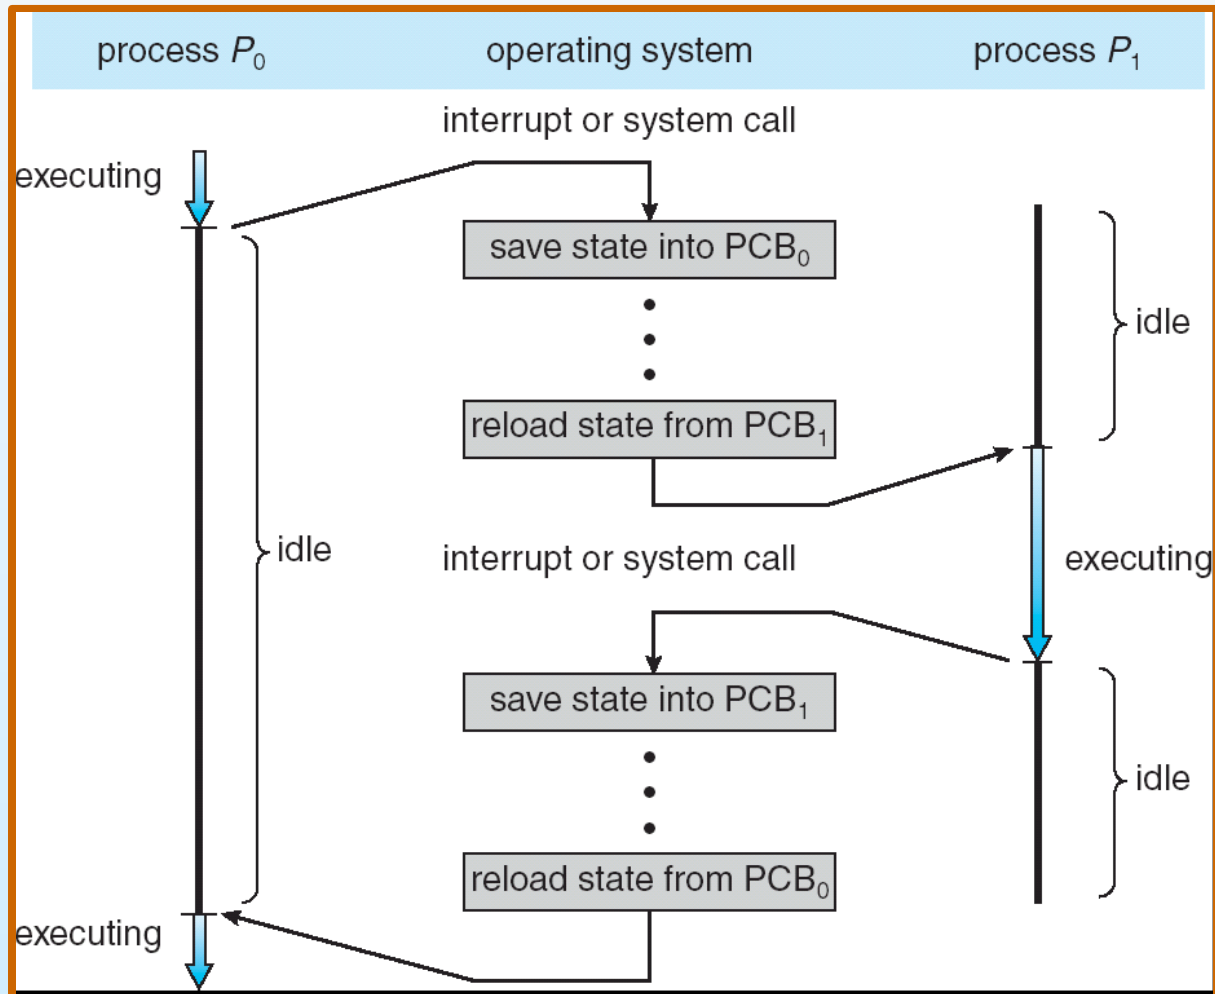 process P₀ operating system process P₁
interrupt or system call
executing
save state into PCB₀
idle
reload state from PCB₁
idle
interrupt or system call
executing
save state into PCB₁
idle
reload state from PCB₀
executing